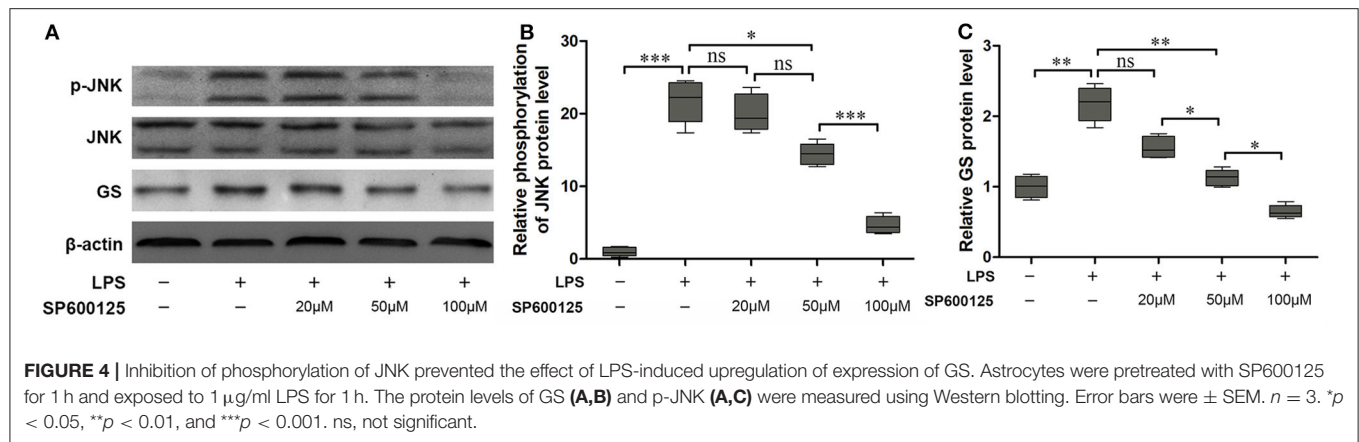 A
p-JNK
JNK
GS
β-actin
LPS − + + + +
SP600125 − − 20μM 50μM 100μM
B
Relative phosphorylation
of JNK protein level
30
20
10
0
*** * ns ns ***
LPS − + + + +
SP600125 − − 20μM 50μM 100μM
C
Relative GS protein level
3
2
1
0
** ** ns * *
LPS − + + + +
SP600125 − − 20μM 50μM 100μM
FIGURE 4 | Inhibition of phosphorylation of JNK prevented the effect of LPS-induced upregulation of expression of GS. Astrocytes were pretreated with SP600125
for 1 h and exposed to 1 μg/ml LPS for 1 h. The protein levels of GS (A,B) and p-JNK (A,C) were measured using Western blotting. Error bars were ± SEM. n = 3. *p
< 0.05, **p < 0.01, and ***p < 0.001. ns, not significant.